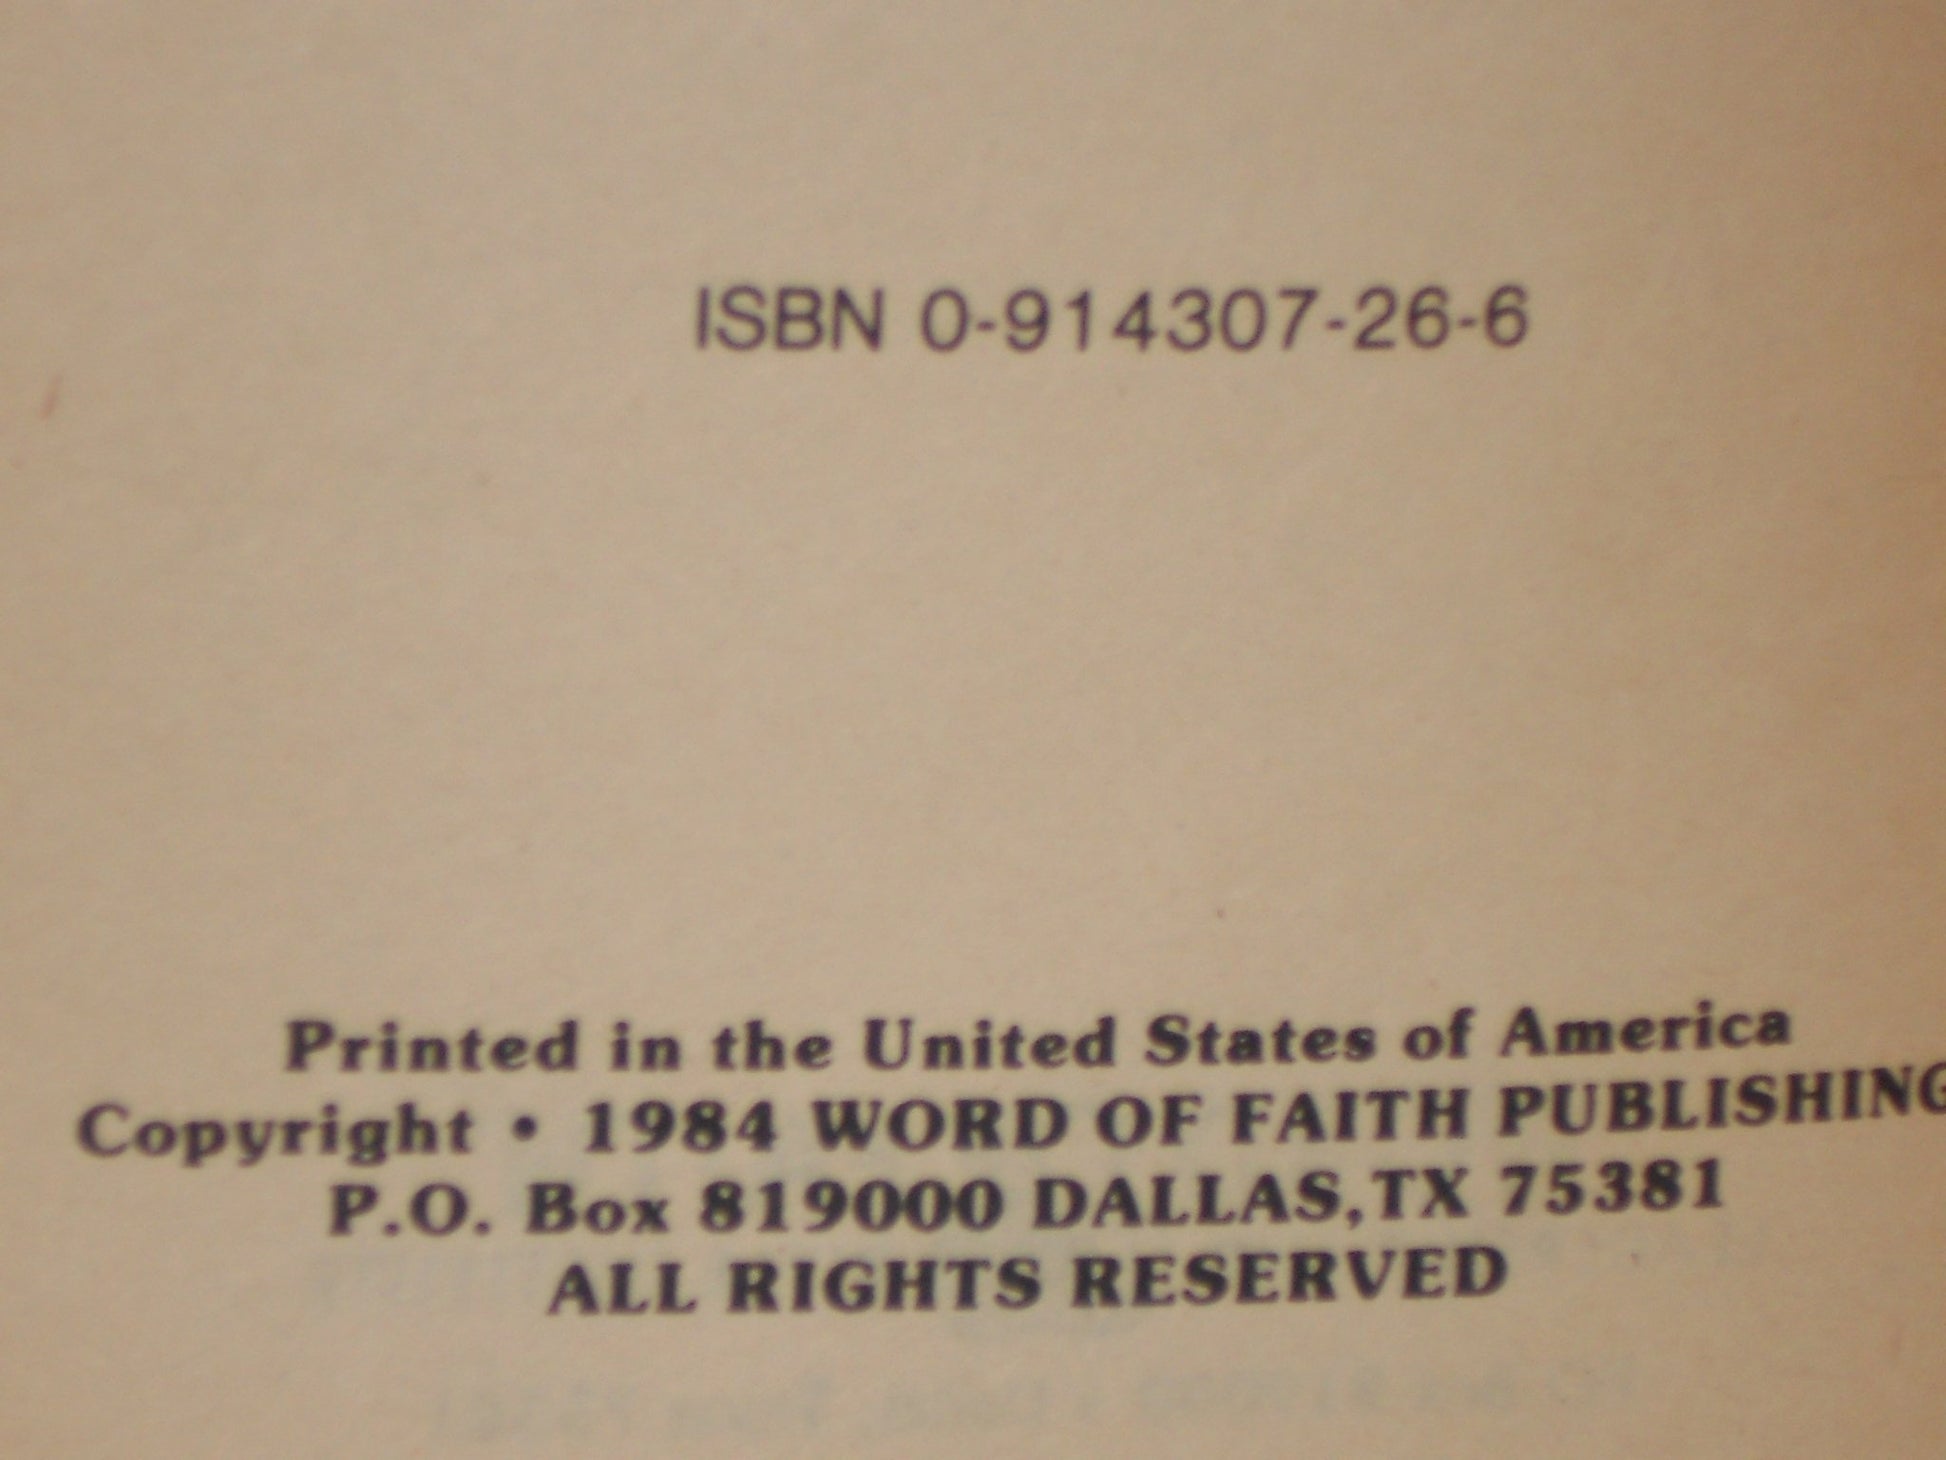 ISBN 0-914307-26-6
Printed in the United States of America
Copyright • 1984 WORD OF FAITH PUBLISHING
P.O. Box 819000 DALLAS,TX 75381
ALL RIGHTS RESERVED